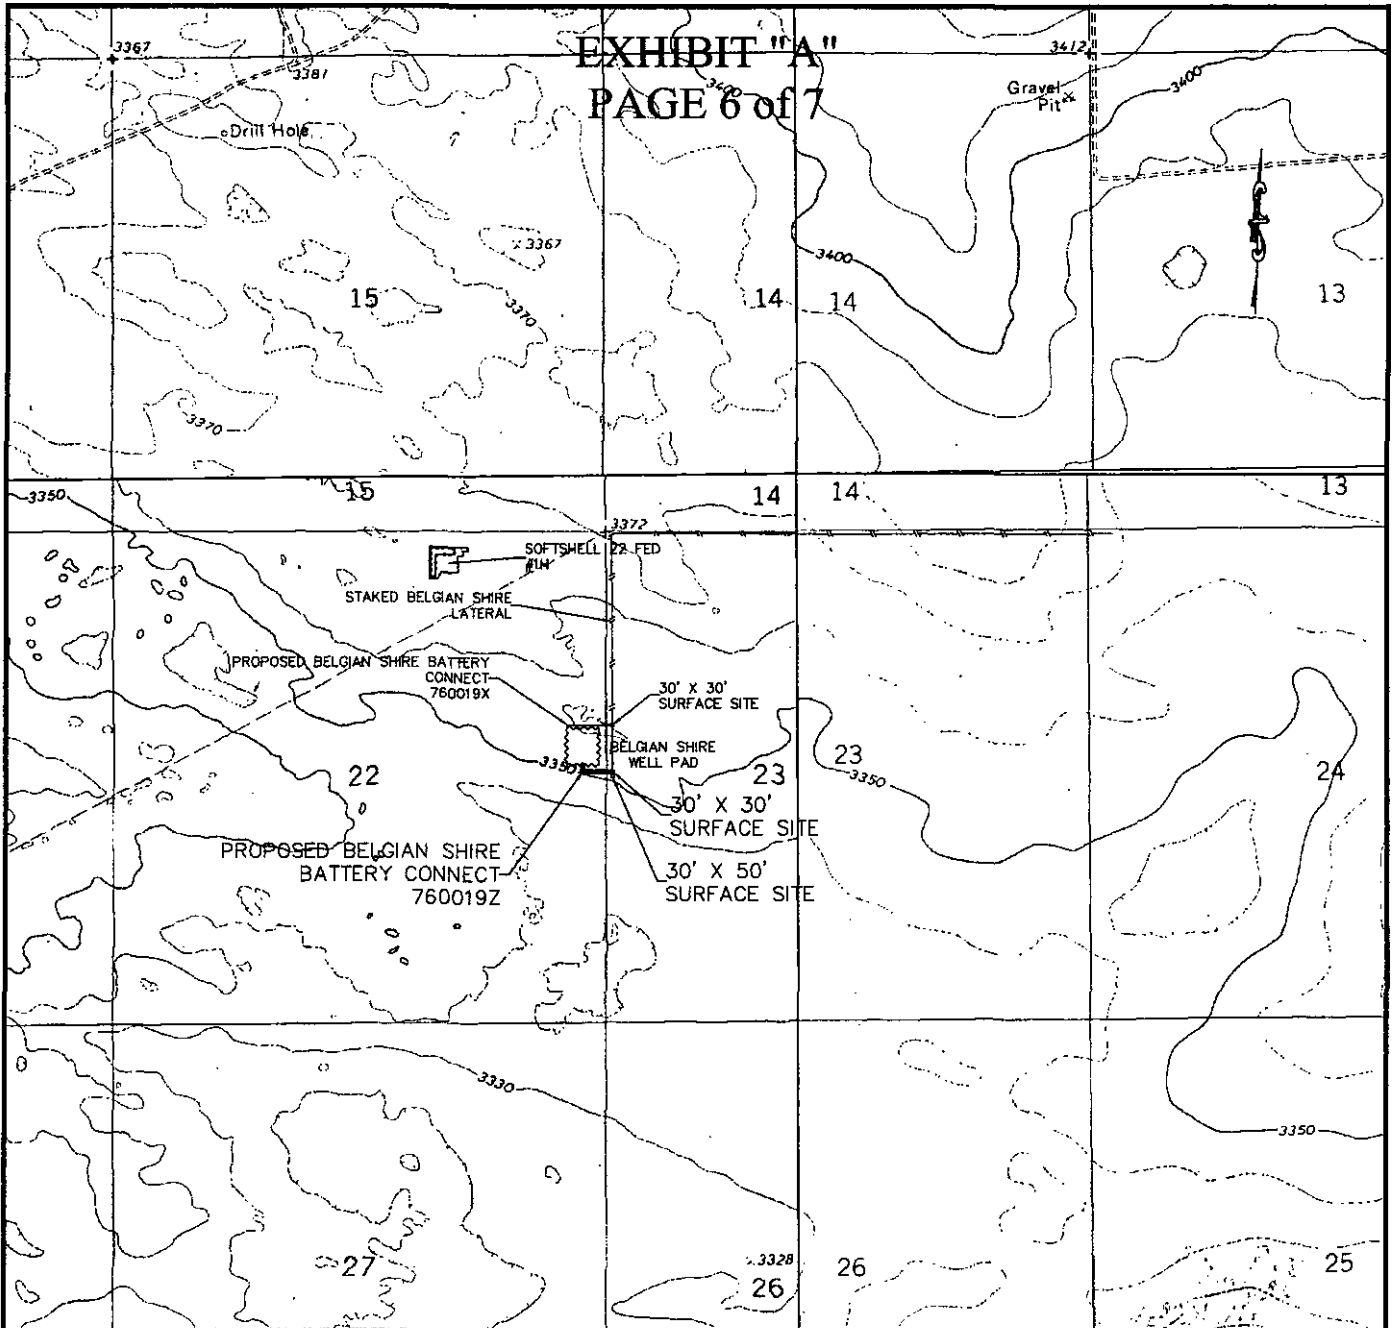 EXHIBIT "A"
PAGE 6 of 7
3367
3381
3412
3400
3400
Gravel
Pit
Drill Hole
3367
3400
15
3370
14
14
13
3370
3350
15
14
14
13
3372
SOFTSHELL 22 FED
#1H
STAKED BELGIAN SHIRE
LATERAL
PROPOSED BELGIAN SHIRE BATTERY
CONNECT
760019X
30' X 30'
SURFACE SITE
BELGIAN SHIRE
WELL PAD
22
3350
23
23
3350
24
30' X 30'
SURFACE SITE
PROPOSED BELGIAN SHIRE
BATTERY CONNECT
760019Z
30' X 50'
SURFACE SITE
3330
3350
27
3328
26
26
25